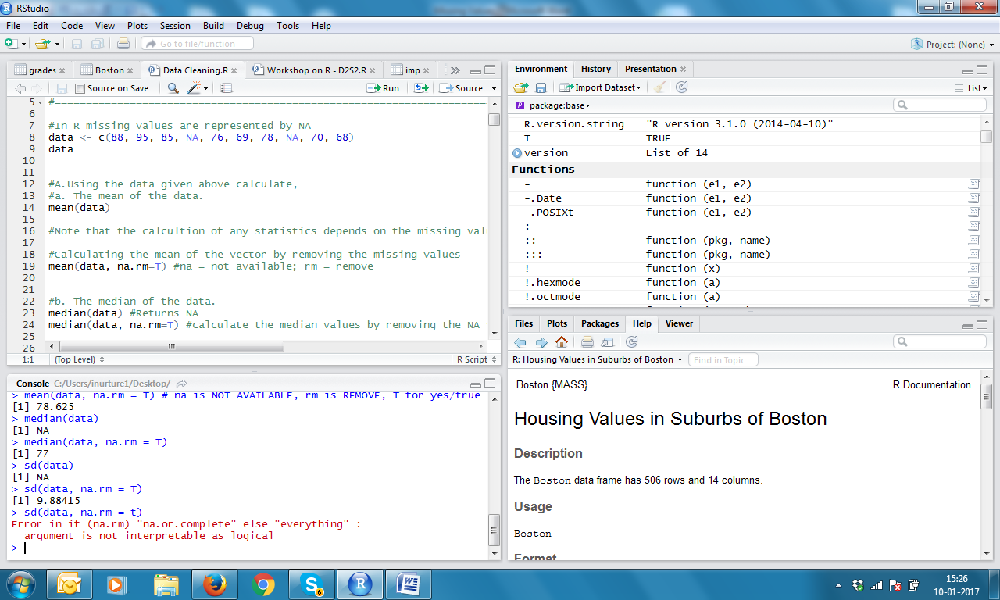 RStudio
File Edit Code View Plots Session Build Debug Tools Help
Go to file/function
Project: (None)
grades
Boston
Data Cleaning.R
Workshop on R - D2S2.R
imp
Source on Save
Run
Source
5 #======================================================================
6
7 #In R missing values are represented by NA
8 data <- c(88, 95, 85, NA, 76, 69, 78, NA, 70, 68)
9 data
10
11
12 #A.Using the data given above calculate,
13 #a. The mean of the data.
14 mean(data)
15
16 #Note that the calcultion of any statistics depends on the missing valu
17
18 #Calculating the mean of the vector by removing the missing values
19 mean(data, na.rm=T) #na = not available; rm = remove
20
21
22 #b. The median of the data.
23 median(data) #Returns NA
24 median(data, na.rm=T) #calculate the median values by removing the NA
25
26
1:1 (Top Level) R Script
Console C:/Users/inurture1/Desktop/
> mean(data, na.rm = T) # na is NOT AVAILABLE, rm is REMOVE, T for yes/true
[1] 78.625
> median(data)
[1] NA
> median(data, na.rm = T)
[1] 77
> sd(data)
[1] NA
> sd(data, na.rm = T)
[1] 9.88415
> sd(data, na.rm = t)
Error in if (na.rm) "na.or.complete" else "everything" :
argument is not interpretable as logical
>
Environment History Presentation
Import Dataset
List
package:base
R.version.string "R version 3.1.0 (2014-04-10)"
T TRUE
version List of 14
Functions
- function (e1, e2)
-.Date function (e1, e2)
-.POSIXt function (e1, e2)
:
:: function (pkg, name)
::: function (pkg, name)
! function (x)
!.hexmode function (a)
!.octmode function (a)
Files Plots Packages Help Viewer
R: Housing Values in Suburbs of Boston
Find in Topic
Boston {MASS} R Documentation
Housing Values in Suburbs of Boston
Description
The Boston data frame has 506 rows and 14 columns.
Usage
Boston
Format
6
15:26
10-01-2017